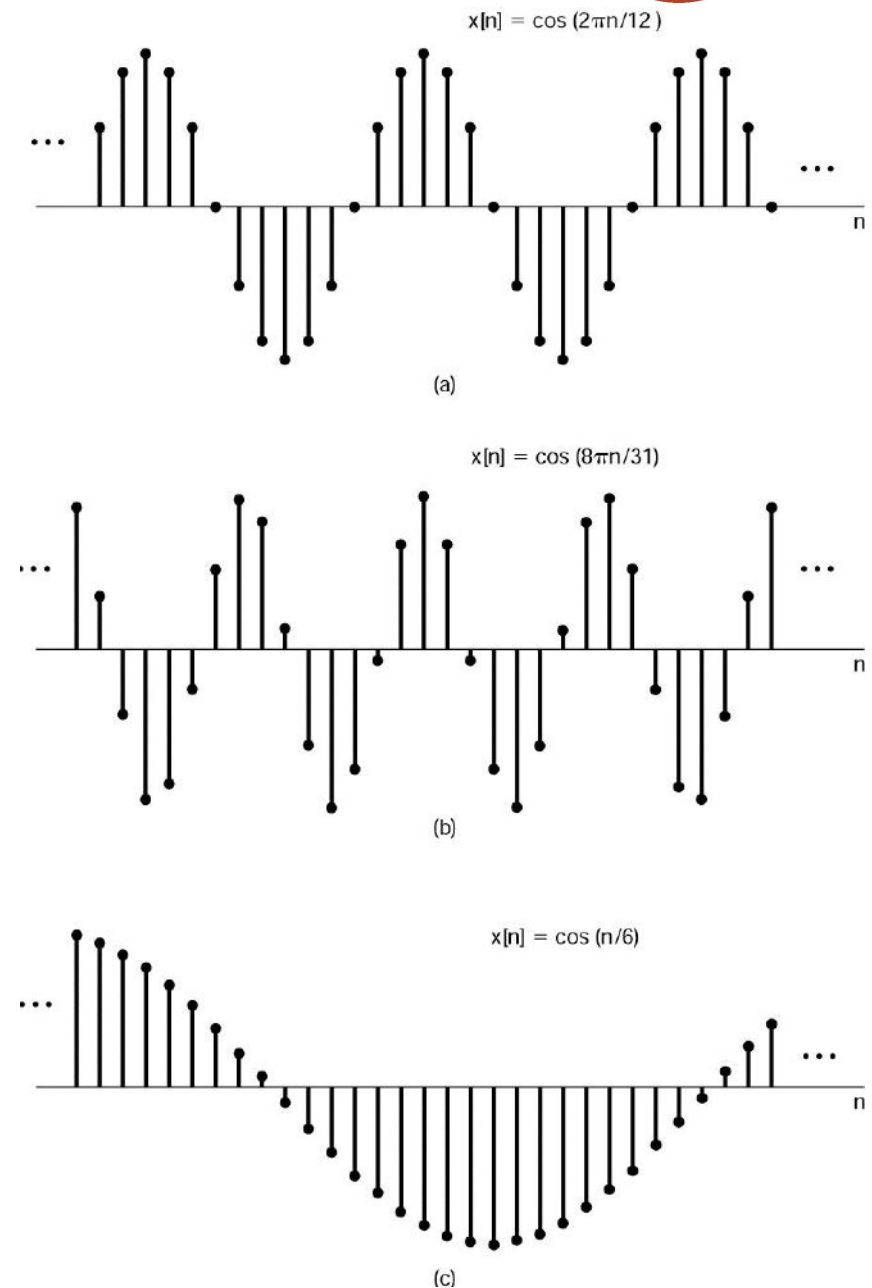 x[n] = cos (2πn/12 )
... ...
n
(a)
x[n] = cos (8πn/31)
... ...
n
(b)
x[n] = cos (n/6)
... ...
n
(c)